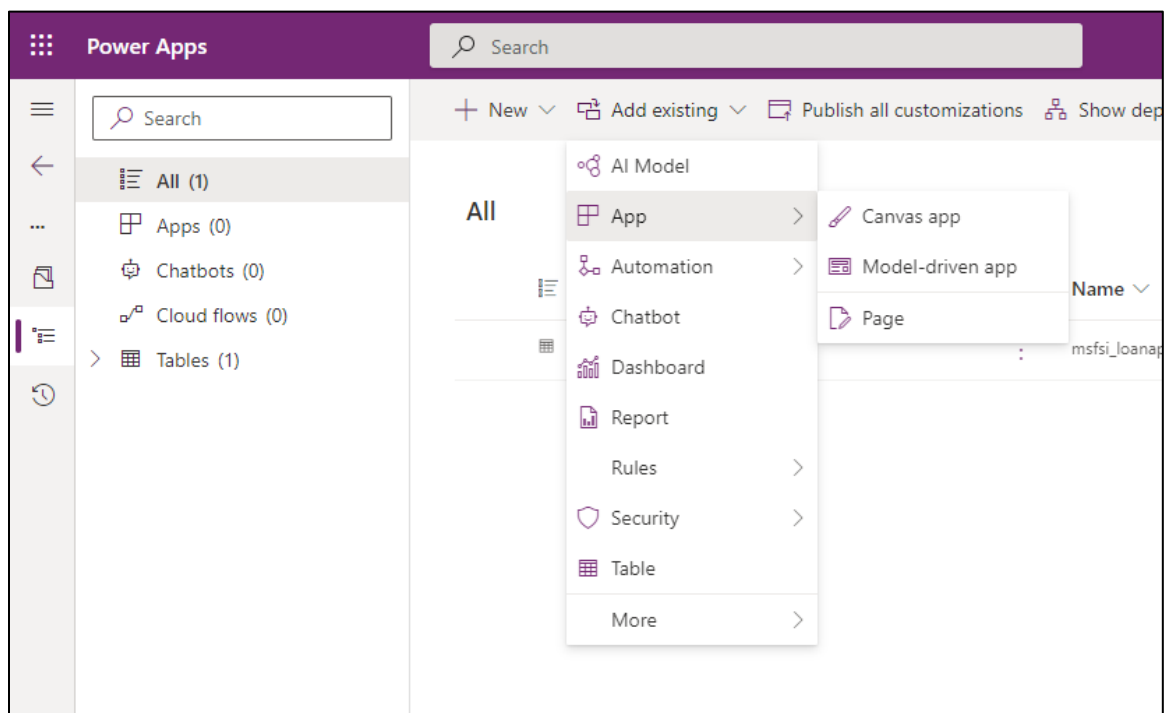 Power Apps
Search
Search
New
Add existing
Publish all customizations
Show dep
All (1)
Apps (0)
Chatbots (0)
Cloud flows (0)
Tables (1)
All
AI Model
App
Automation
Chatbot
Dashboard
Report
Rules
Security
Table
More
Canvas app
Model-driven app
Page
Name
msfsi_loanap